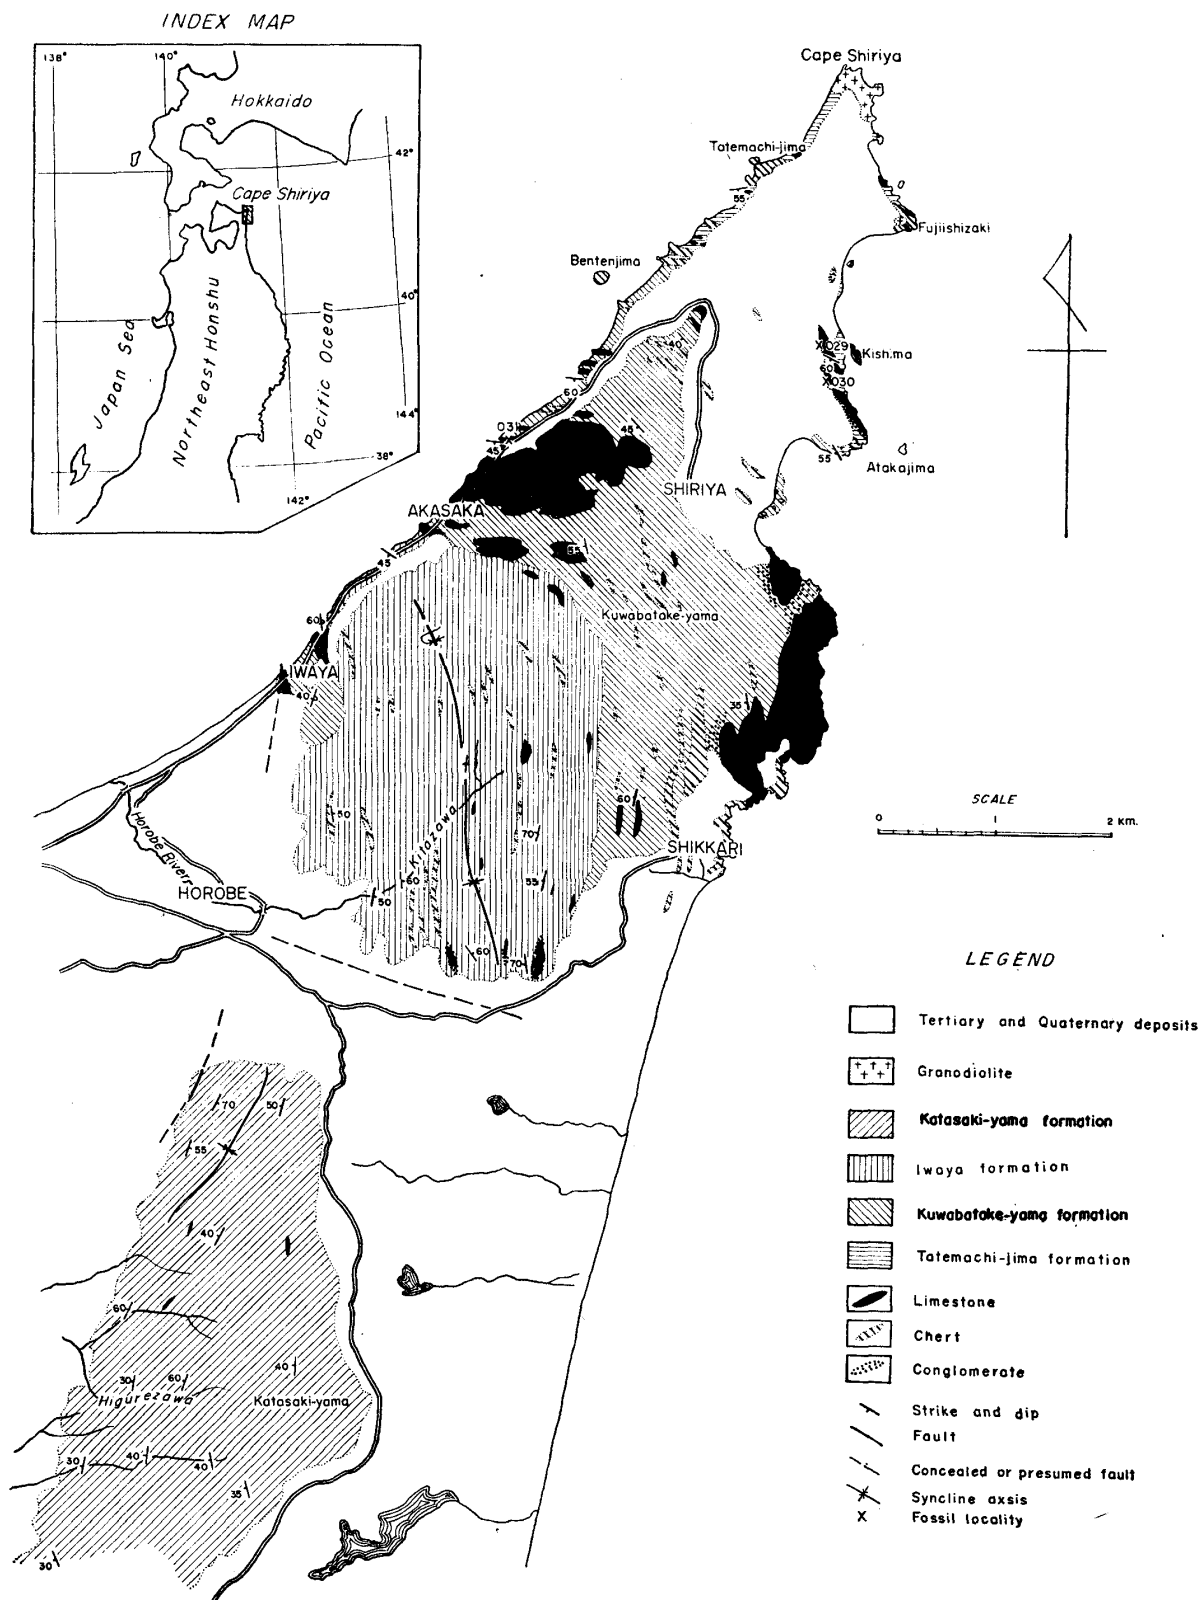 INDEX MAP
138°
140°
Hokkaido
42°
Cape Shiriya
40°
Japan Sea
Northeast Honshu
Pacific Ocean
144°
38°
142°
Cape Shiriya
Tatemachi-jima
55
Fujiishizaki
Bentenjima
40
X029
Kishima
60
X030
60
031
45
45
55
Atakajima
SHIRIYA
AKASAKA
55
45
Kuwabatake-yama
60
IWAYA
40
35
SCALE
0 1 2 KM.
60
50
Kitazawa
70
SHIKKARI
Horobe River
HOROBE
60
55
50
60
70
LEGEND
Tertiary and Quaternary deposits
Granodiolite
Katasaki-yama formation
Iwaya formation
Kuwabatake-yama formation
Tatemachi-jima formation
Limestone
Chert
Conglomerate
Strike and dip
Fault
Concealed or presumed fault
Syncline axsis
X Fossil locality
70
50
55
40
60
40
30
60
Higurezawa
Katasaki-yama
30
40
40
35
30